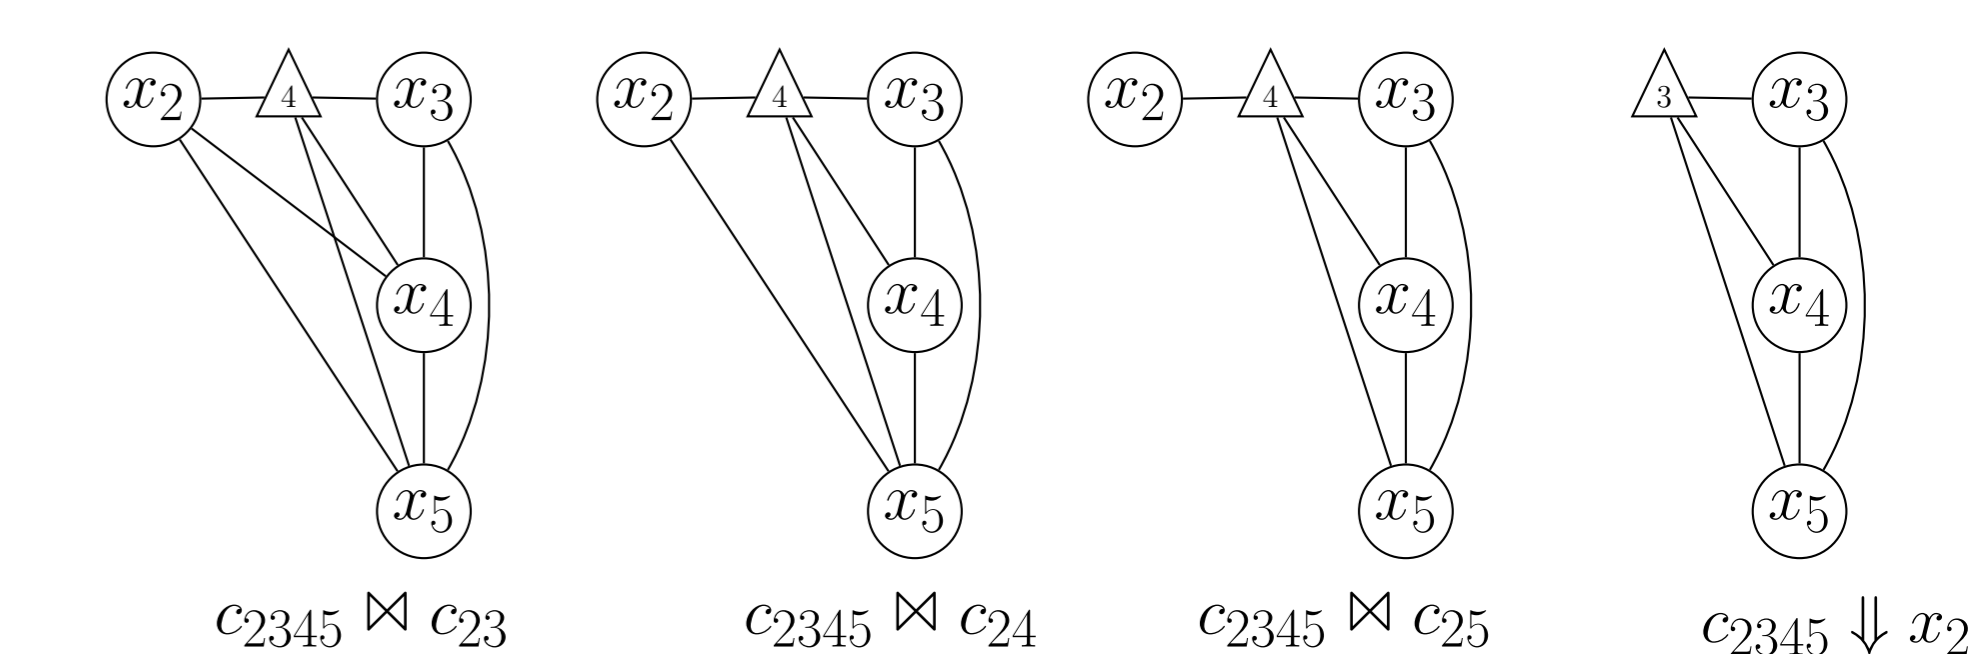 x2 4 x3 x2 4 x3 x2 4 x3 3 x3
x4 x4 x4 x4
x5 x5 x5 x5
c2345 ⋈ c23 c2345 ⋈ c24 c2345 ⋈ c25 c2345 ⇓ x2